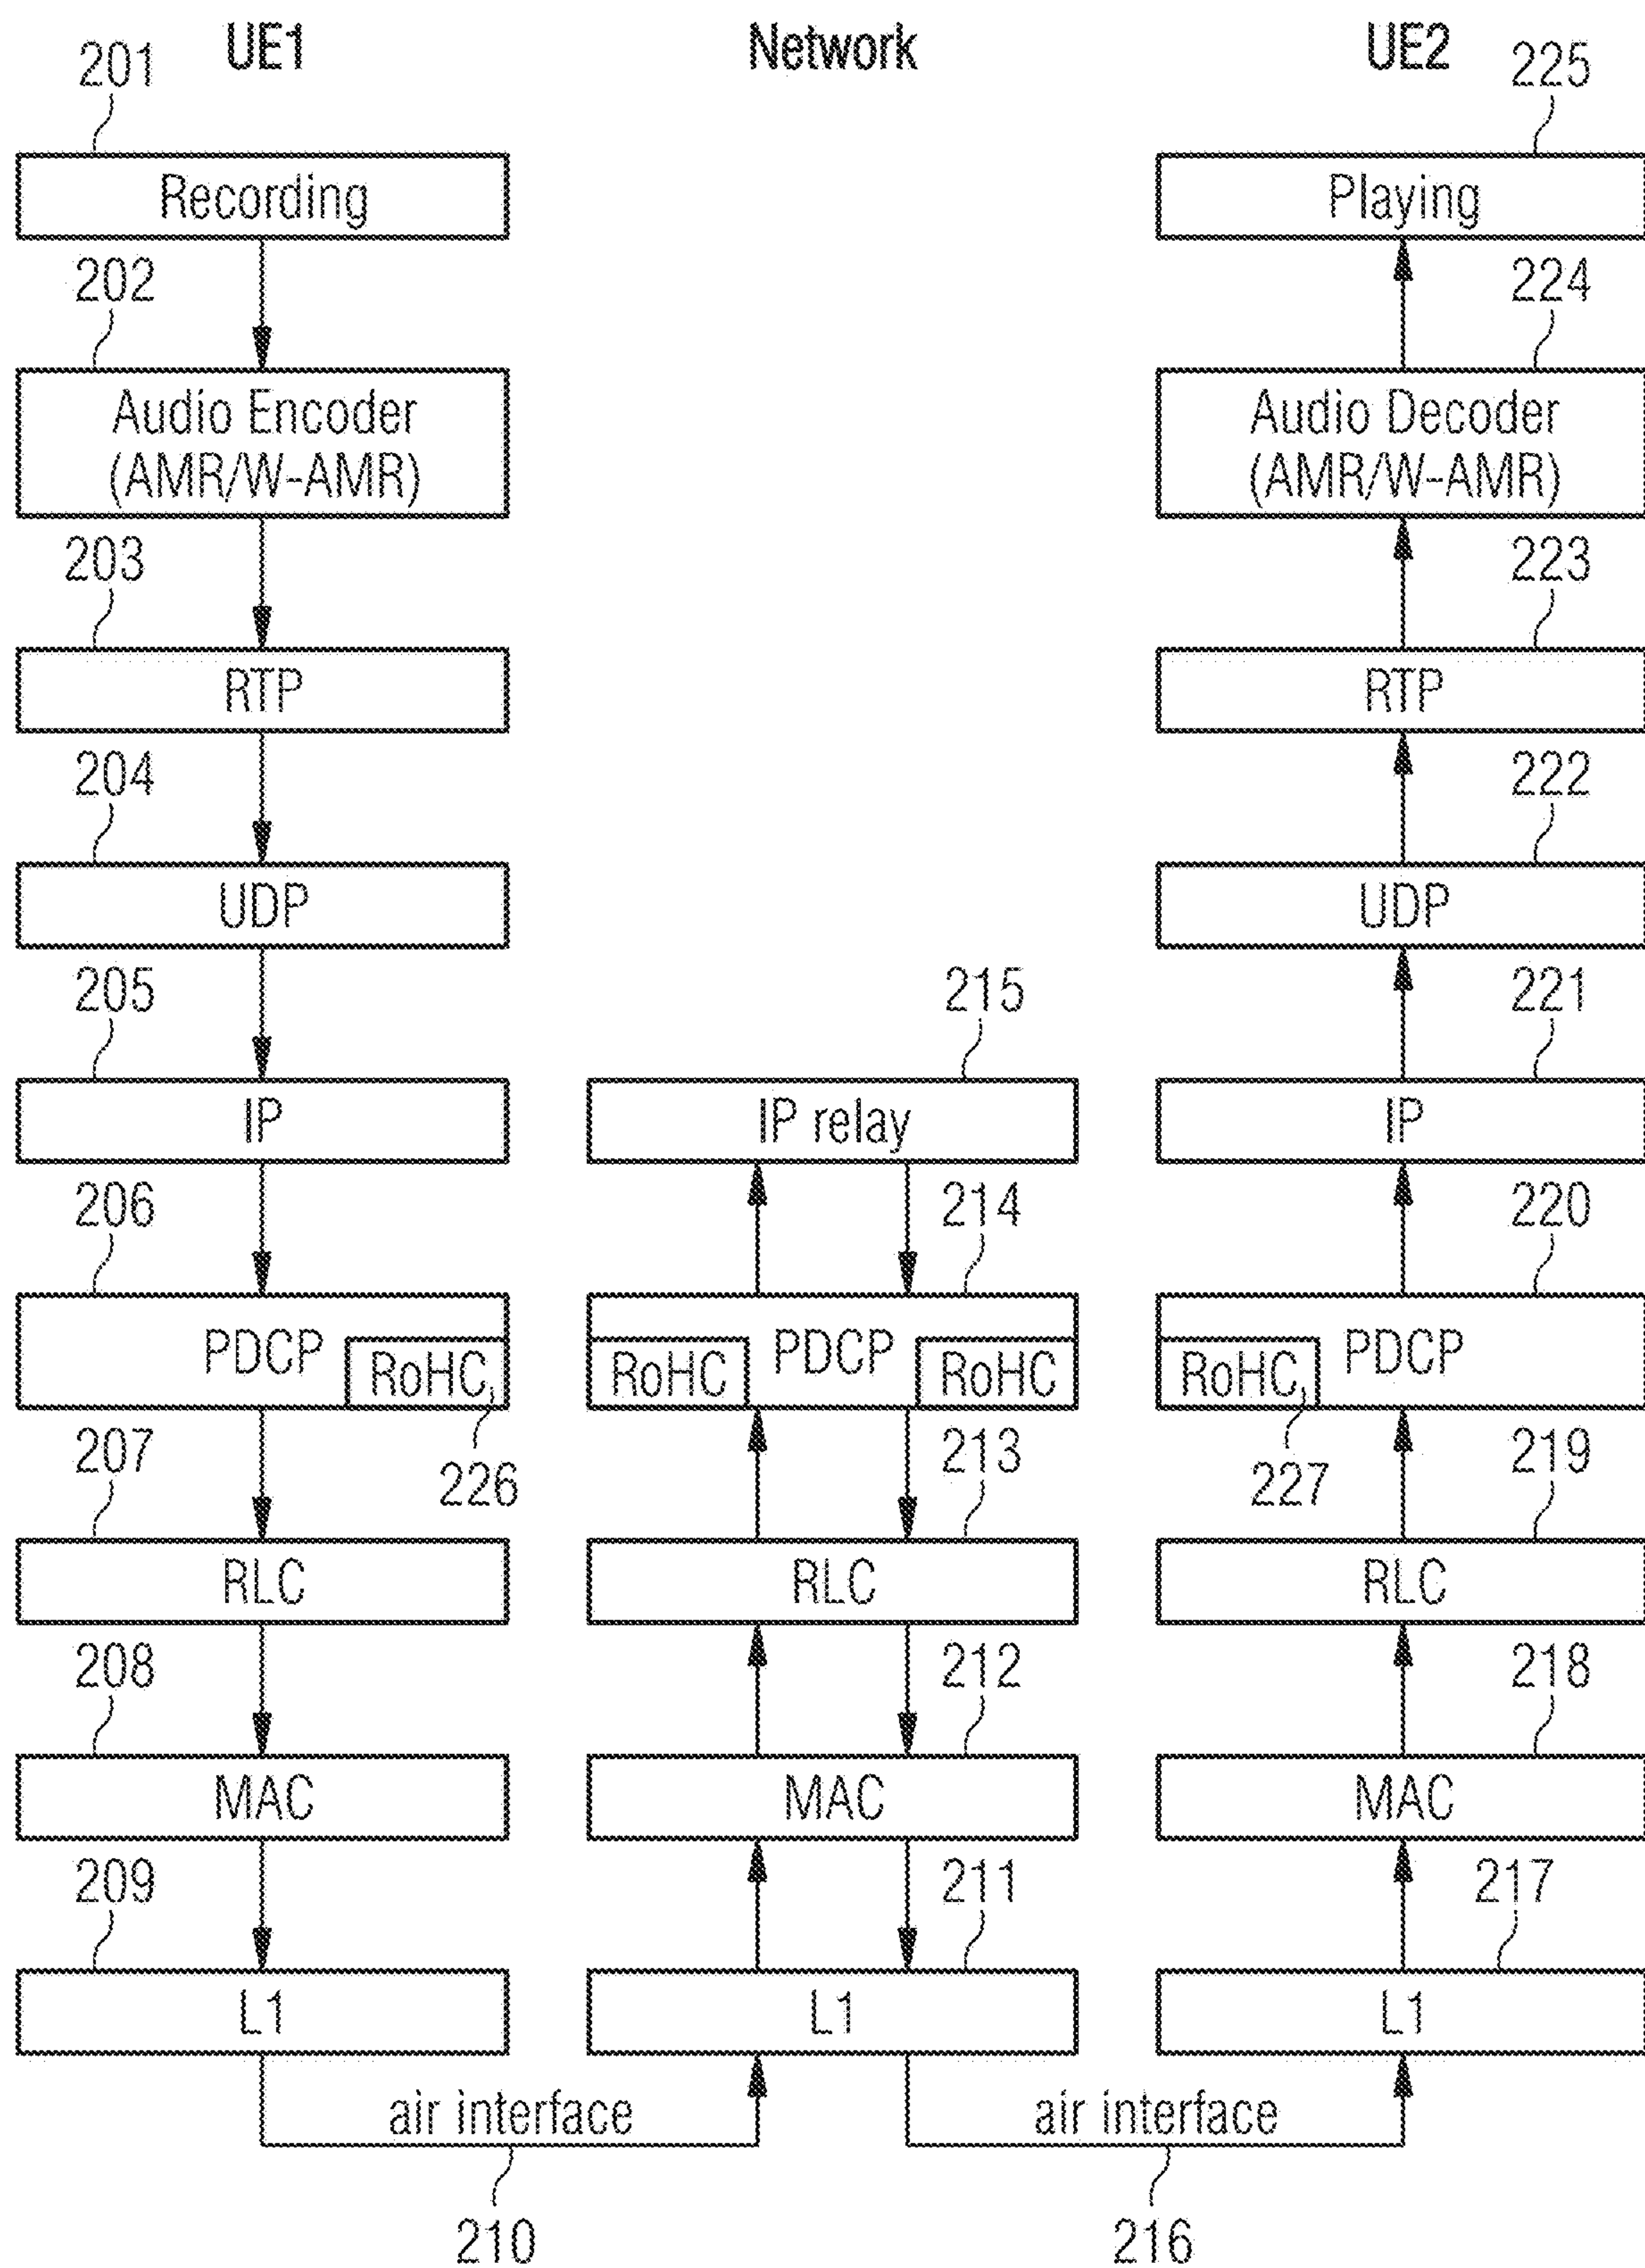 UE1 Network UE2
201 225
Recording Playing
202 224
Audio Encoder Audio Decoder
(AMR/W-AMR) (AMR/W-AMR)
203 223
RTP RTP
204 222
UDP UDP
205 215 221
IP IP relay IP
206 214 220
PDCP PDCP PDCP
RoHC RoHC RoHC RoHC
207 226 213 227 219
RLC RLC RLC
208 212 218
MAC MAC MAC
209 211 217
L1 L1 L1
air interface air interface
210 216